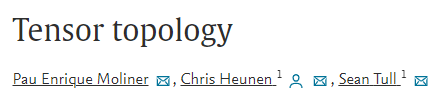 Tensor topology
Pau Enrique Moliner, Chris Heunen 1, Sean Tull 1